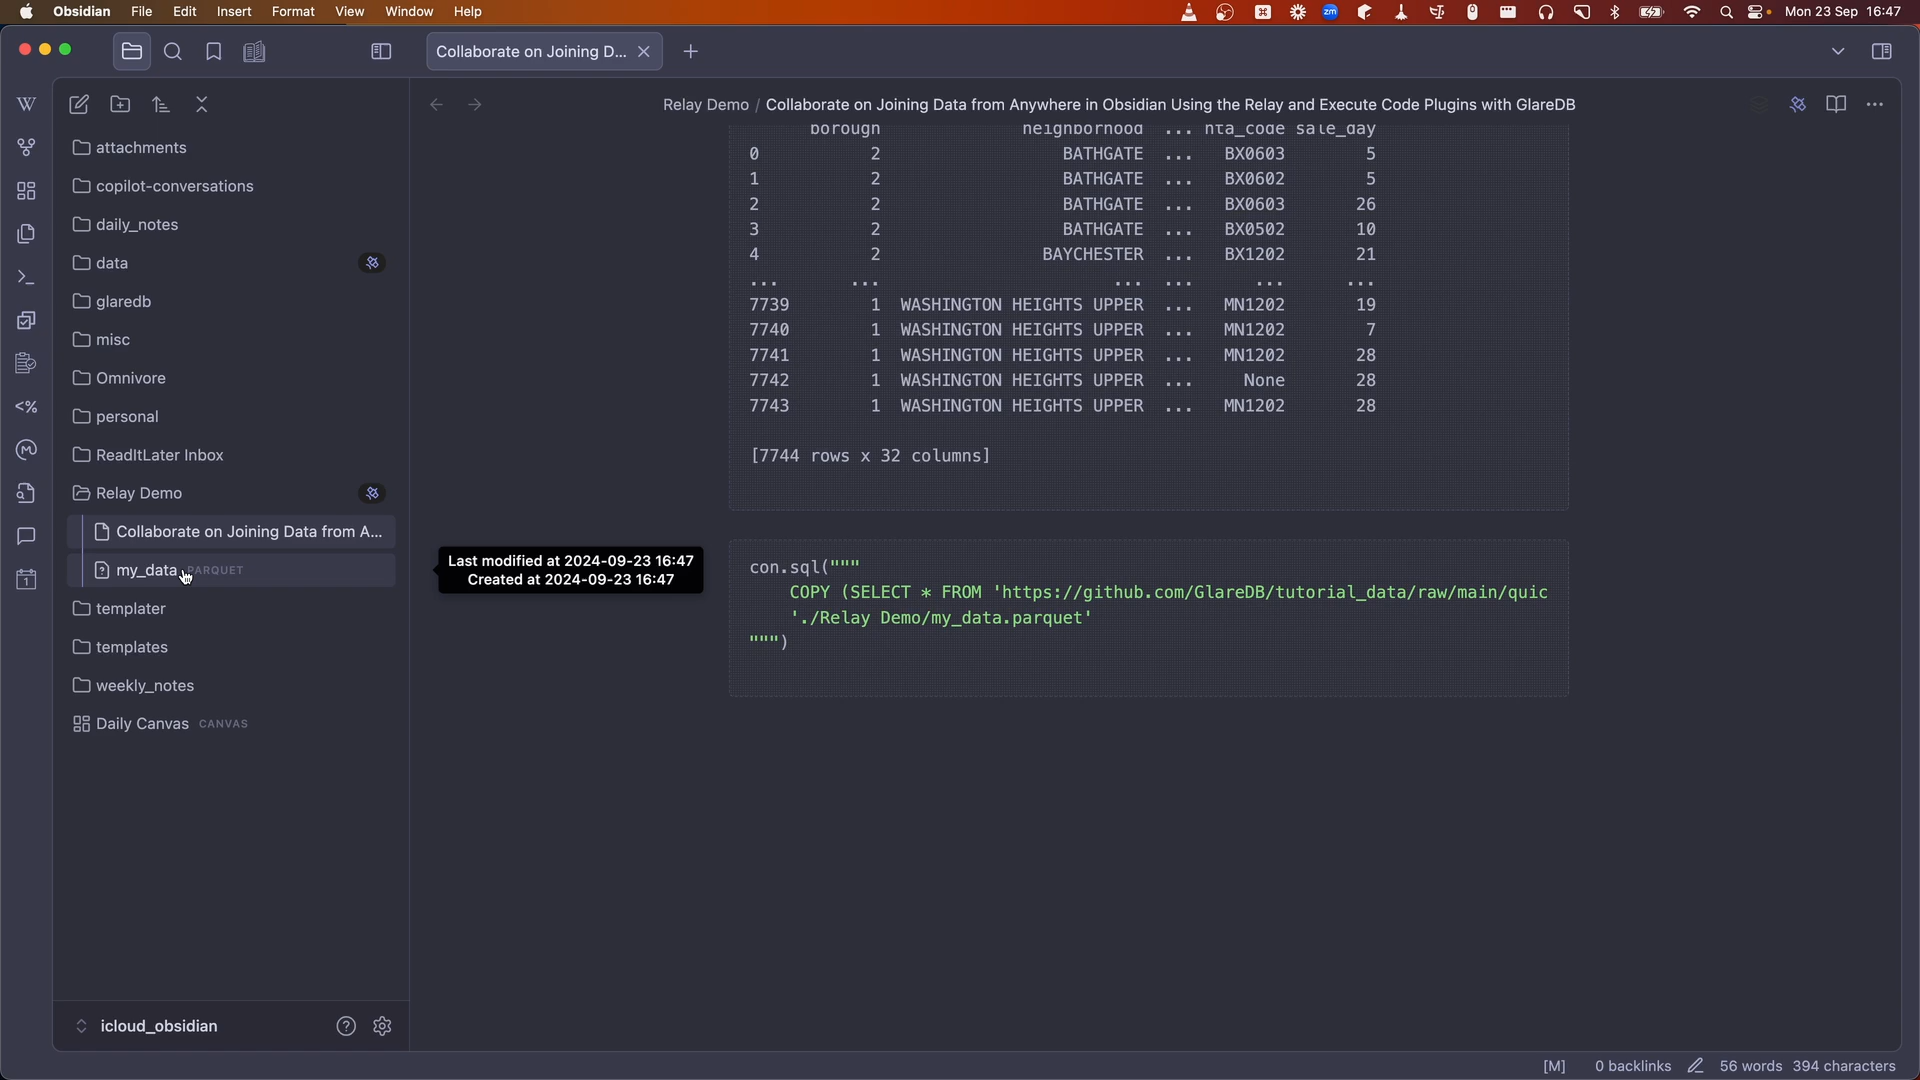 Obsidian File Edit Insert Format View Window Help zm Mon 23 Sep 16:47
Collaborate on Joining D...
Relay Demo / Collaborate on Joining Data from Anywhere in Obsidian Using the Relay and Execute Code Plugins with GlareDB
attachments
copilot-conversations
daily_notes
data
glaredb
misc
Omnivore
personal
ReadItLater Inbox
Relay Demo
Collaborate on Joining Data from A...
my_data PARQUET
templater
templates
weekly_notes
Daily Canvas CANVAS
icloud_obsidian
Last modified at 2024-09-23 16:47
Created at 2024-09-23 16:47
borough neighborhood ... nta_code sale_day
0 2 BATHGATE ... BX0603 5
1 2 BATHGATE ... BX0602 5
2 2 BATHGATE ... BX0603 26
3 2 BATHGATE ... BX0502 10
4 2 BAYCHESTER ... BX1202 21
... ... ... ... ... ...
7739 1 WASHINGTON HEIGHTS UPPER ... MN1202 19
7740 1 WASHINGTON HEIGHTS UPPER ... MN1202 7
7741 1 WASHINGTON HEIGHTS UPPER ... MN1202 28
7742 1 WASHINGTON HEIGHTS UPPER ... None 28
7743 1 WASHINGTON HEIGHTS UPPER ... MN1202 28
[7744 rows x 32 columns]
con.sql("""
COPY (SELECT * FROM 'https://github.com/GlareDB/tutorial_data/raw/main/quic
'./Relay Demo/my_data.parquet'
""")
[M] 0 backlinks 56 words 394 characters